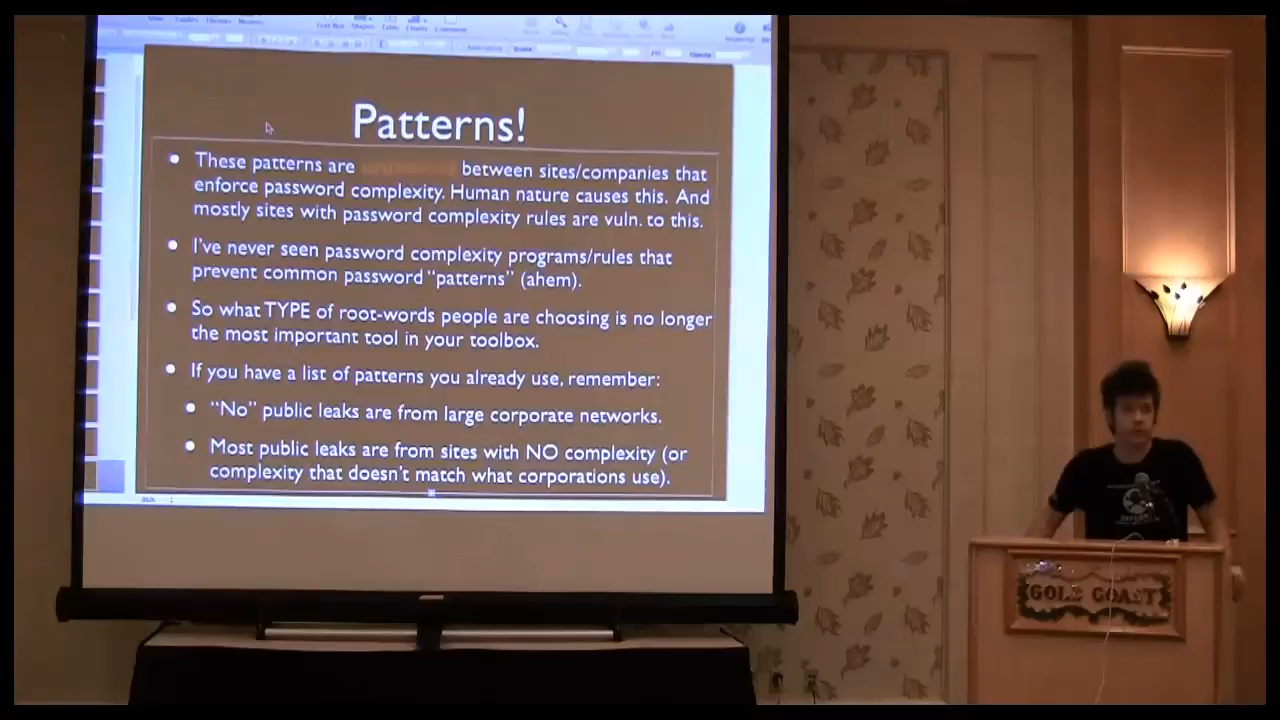 Patterns!
These patterns are between sites/companies that
enforce password complexity. Human nature causes this. And
mostly sites with password complexity rules are vuln. to this.
I've never seen password complexity programs/rules that
prevent common password "patterns" (ahem).
So what TYPE of root-words people are choosing is no longer
the most important tool in your toolbox.
If you have a list of patterns you already use, remember:
"No" public leaks are from large corporate networks.
Most public leaks are from sites with NO complexity (or
complexity that doesn't match what corporations use).
GOLD COAST